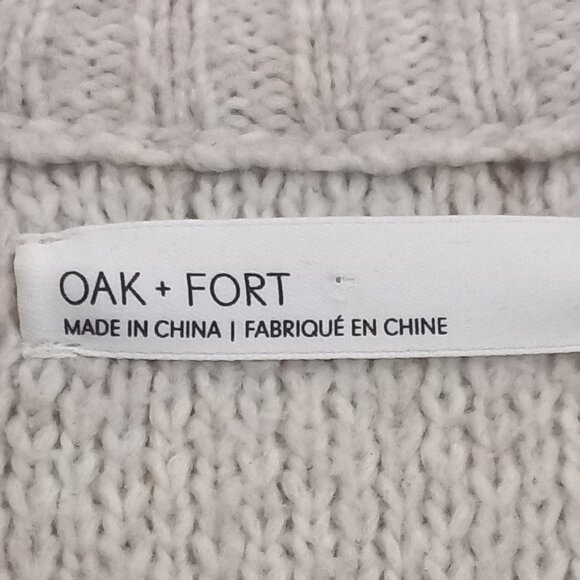 OAK + FORT
MADE IN CHINA | FABRIQUÉ EN CHINE